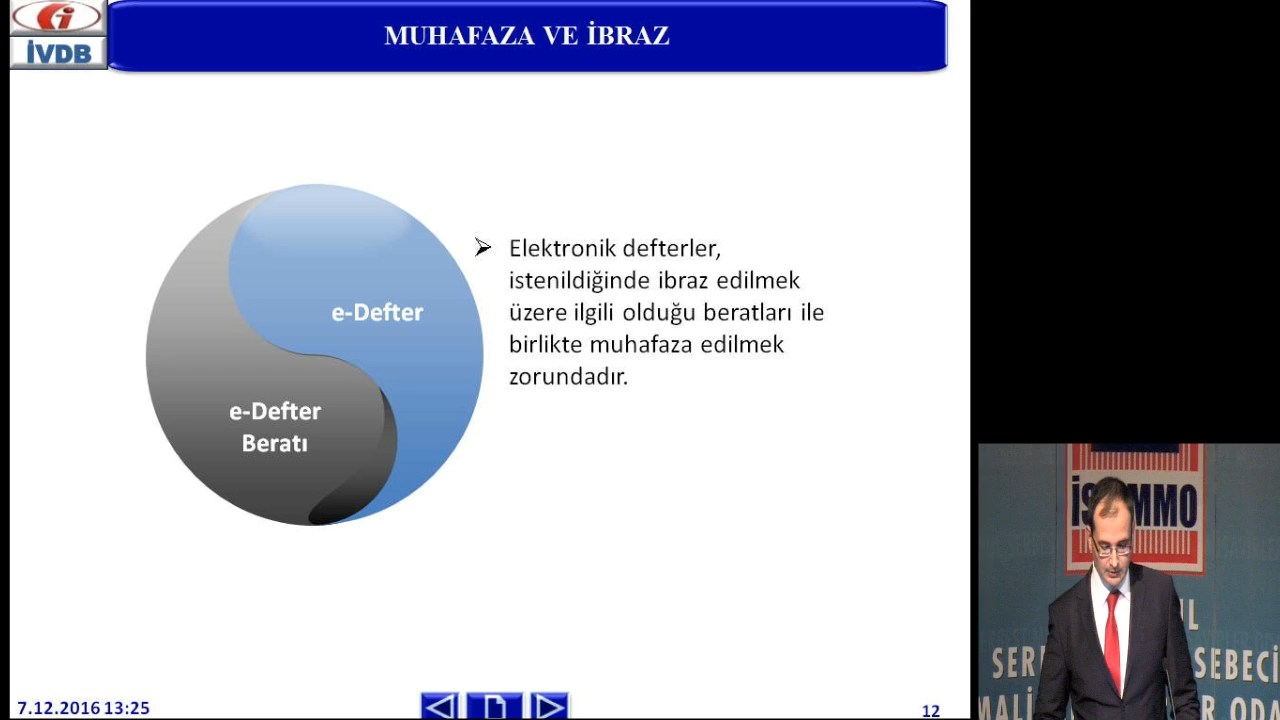 MUHAFAZA VE İBRAZ
İVDB
e-Defter
e-Defter
Beratı
➢ Elektronik defterler,
istenildiğinde ibraz edilmek
üzere ilgili olduğu beratları ile
birlikte muhafaza edilmek
zorundadır.
7.12.2016 13:25
12